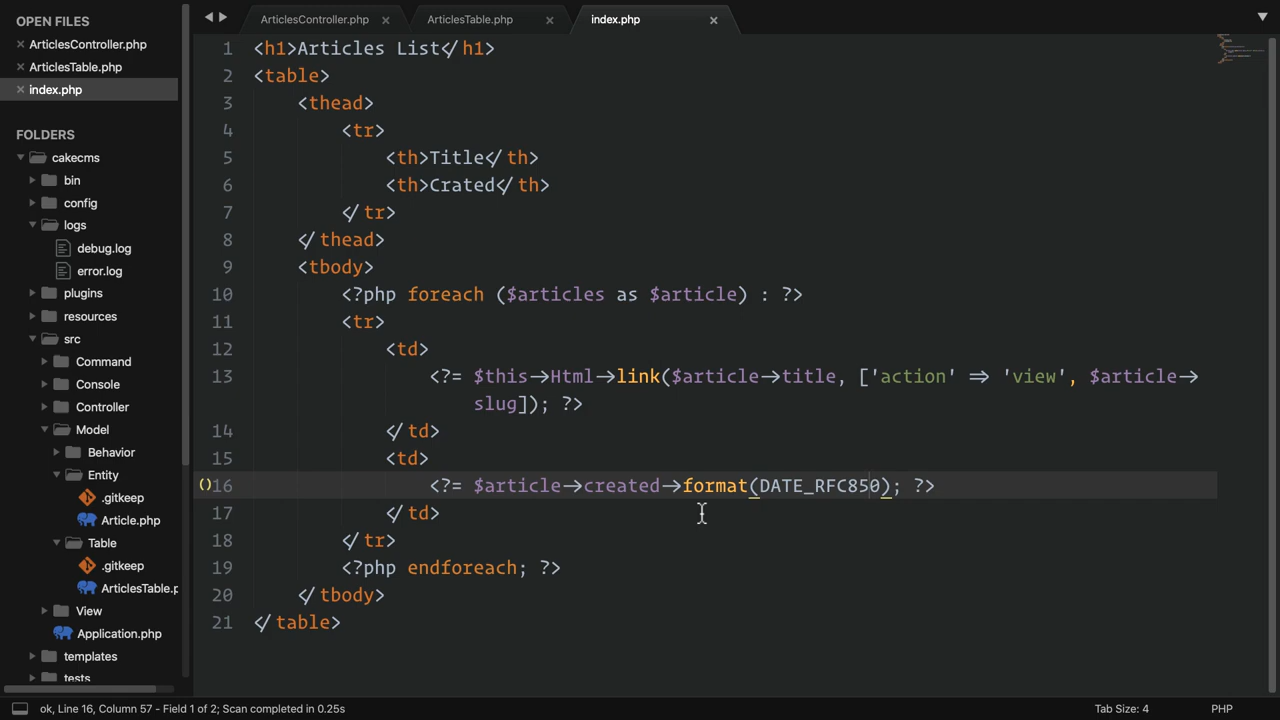 OPEN FILES
ArticlesController.php
ArticlesTable.php
index.php
FOLDERS
cakecms
bin
config
logs
debug.log
error.log
plugins
resources
src
Command
Console
Controller
Model
Behavior
Entity
.gitkeep
Article.php
Table
.gitkeep
ArticlesTable.p
View
Application.php
templates
tests
ArticlesController.php
ArticlesTable.php
index.php
1 <h1>Articles List</h1>
2 <table>
3 <thead>
4 <tr>
5 <th>Title</th>
6 <th>Crated</th>
7 </tr>
8 </thead>
9 <tbody>
10 <?php foreach ($articles as $article) : ?>
11 <tr>
12 <td>
13 <?= $this->Html->link($article->title, ['action' => 'view', $article->
slug]); ?>
14 </td>
15 <td>
()16 <?= $article->created->format(DATE_RFC850); ?>
17 </td>
18 </tr>
19 <?php endforeach; ?>
20 </tbody>
21 </table>
ok, Line 16, Column 57 - Field 1 of 2; Scan completed in 0.25s
Tab Size: 4
PHP